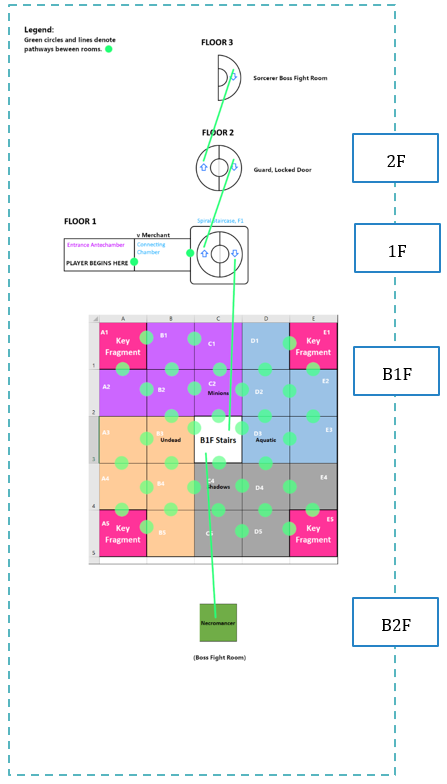 Legend:
Green circles and lines denote
pathways beween rooms.
FLOOR 3
Sorcerer Boss Fight Room
FLOOR 2
Guard, Locked Door
2F
FLOOR 1
Spiral Staircase, F1
v Merchant
Entrance Antechamber
Connecting
Chamber
PLAYER BEGINS HERE
1F
A B C D E
A1 B1 C1 D1 E1
Key
Fragment
Key
Fragment
1
B1F
A2 B2 C2 D2 E2
Minions
2
A3 B3 D3 E3
Undead B1F Stairs Aquatic
3
A4 B4 C4 D4 E4
Shadows
4
A5 B5 C5 D5 E5
Key
Fragment
Key
Fragment
5
Necromancer
B2F
(Boss Fight Room)